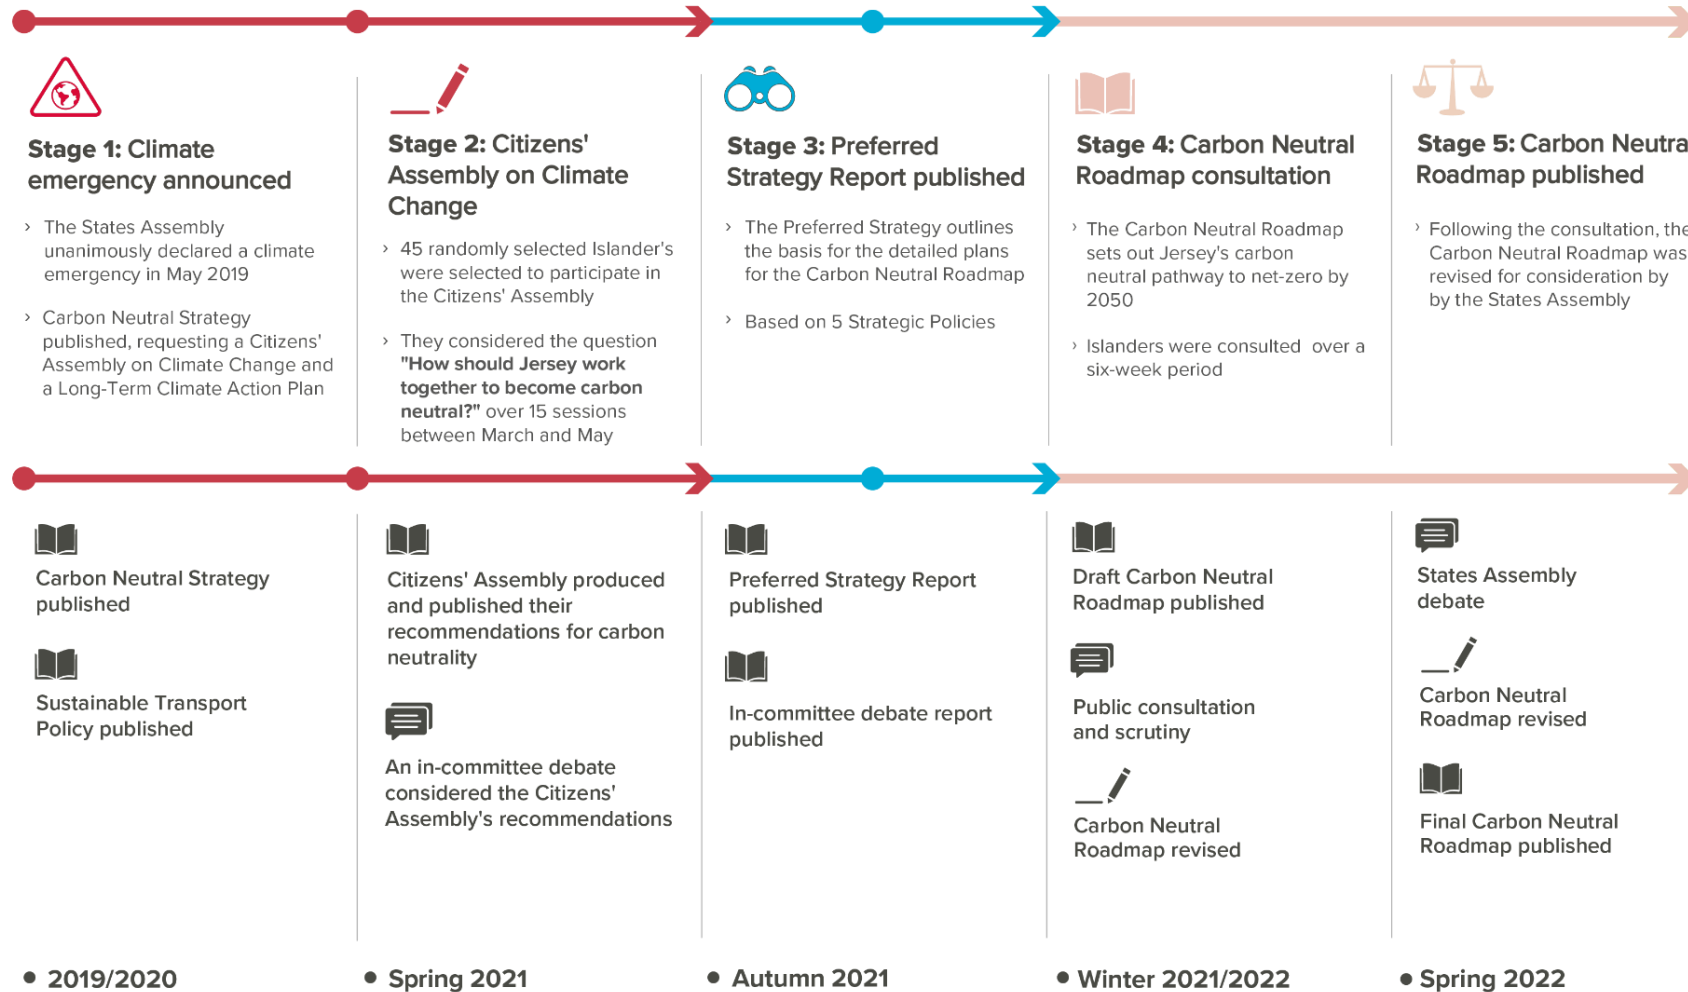 Stage 1: Climate
emergency announced
› The States Assembly
unanimously declared a climate
emergency in May 2019
› Carbon Neutral Strategy
published, requesting a Citizens'
Assembly on Climate Change and
a Long-Term Climate Action Plan
Stage 2: Citizens'
Assembly on Climate
Change
› 45 randomly selected Islander's
were selected to participate in
the Citizens' Assembly
› They considered the question
"How should Jersey work
together to become carbon
neutral?" over 15 sessions
between March and May
Stage 3: Preferred
Strategy Report published
› The Preferred Strategy outlines
the basis for the detailed plans
for the Carbon Neutral Roadmap
› Based on 5 Strategic Policies
Stage 4: Carbon Neutral
Roadmap consultation
› The Carbon Neutral Roadmap
sets out Jersey's carbon
neutral pathway to net-zero by
2050
› Islanders were consulted over a
six-week period
Stage 5: Carbon Neutra
Roadmap published
› Following the consultation, the
Carbon Neutral Roadmap was
revised for consideration by
by the States Assembly
Carbon Neutral Strategy
published
Sustainable Transport
Policy published
Citizens' Assembly produced
and published their
recommendations for carbon
neutrality
An in-committee debate
considered the Citizens'
Assembly's recommendations
Preferred Strategy Report
published
In-committee debate report
published
Draft Carbon Neutral
Roadmap published
Public consultation
and scrutiny
Carbon Neutral
Roadmap revised
States Assembly
debate
Carbon Neutral
Roadmap revised
Final Carbon Neutral
Roadmap published
• 2019/2020
• Spring 2021
• Autumn 2021
• Winter 2021/2022
• Spring 2022